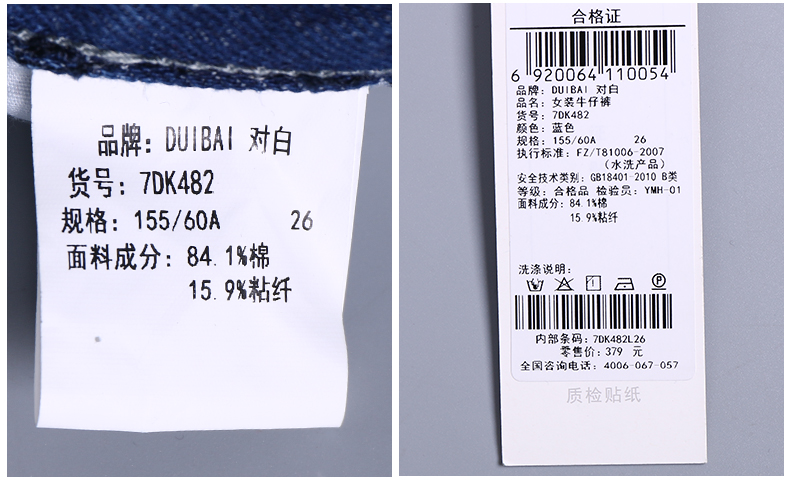 品牌: DUIBAI 对白
货号: 7DK482
规格: 155/60A 26
面料成分: 84.1%棉
15.9%粘纤
合格证
6 920064 110054
品牌: DUIBAI 对白
品名: 女装牛仔裤
货号: 7DK482
颜色: 蓝色
规格: 155/60A 26
执行标准: FZ/T81006-2007
(水洗产品)
安全技术类别: GB18401-2010 B类
等级: 合格品 检验员: YMH-01
面料成分: 84.1%棉
15.9%粘纤
洗涤说明:
P
内部条码: 7DK482L26
零售价: 379 元
全国咨询电话: 4006-067-057
质检贴纸